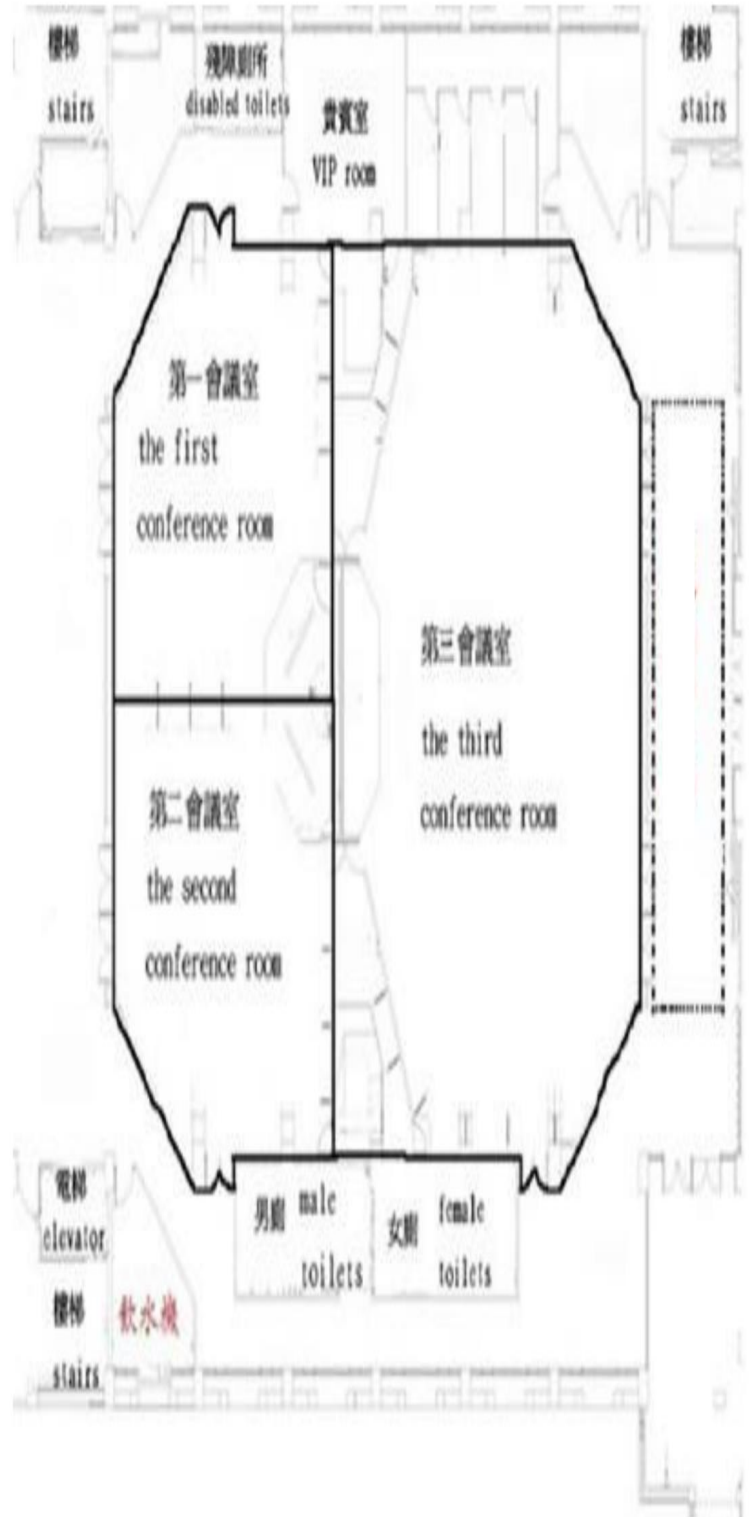 樓梯
stairs
殘障廁所
disabled toilets
貴賓室
VIP room
樓梯
stairs
第一會議室
the first
conference room
第三會議室
the third
conference room
第二會議室
the second
conference room
電梯
elevator
男廁
male
toilets
女廁
female
toilets
樓梯
stairs
飲水機